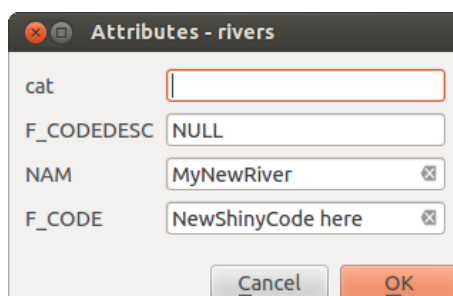 Attributes - rivers
cat
F_CODEDESC NULL
NAM MyNewRiver
F_CODE NewShinyCode here
Cancel OK